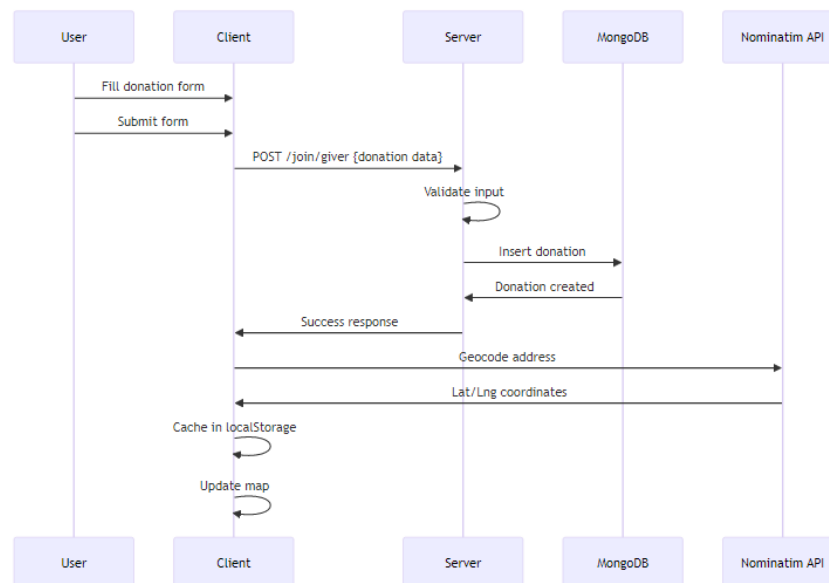 User Client Server MongoDB Nominatim API
Fill donation form
Submit form
POST /join/giver {donation data}
Validate input
Insert donation
Donation created
Success response
Geocode address
Lat/Lng coordinates
Cache in localStorage
Update map
User Client Server MongoDB Nominatim API